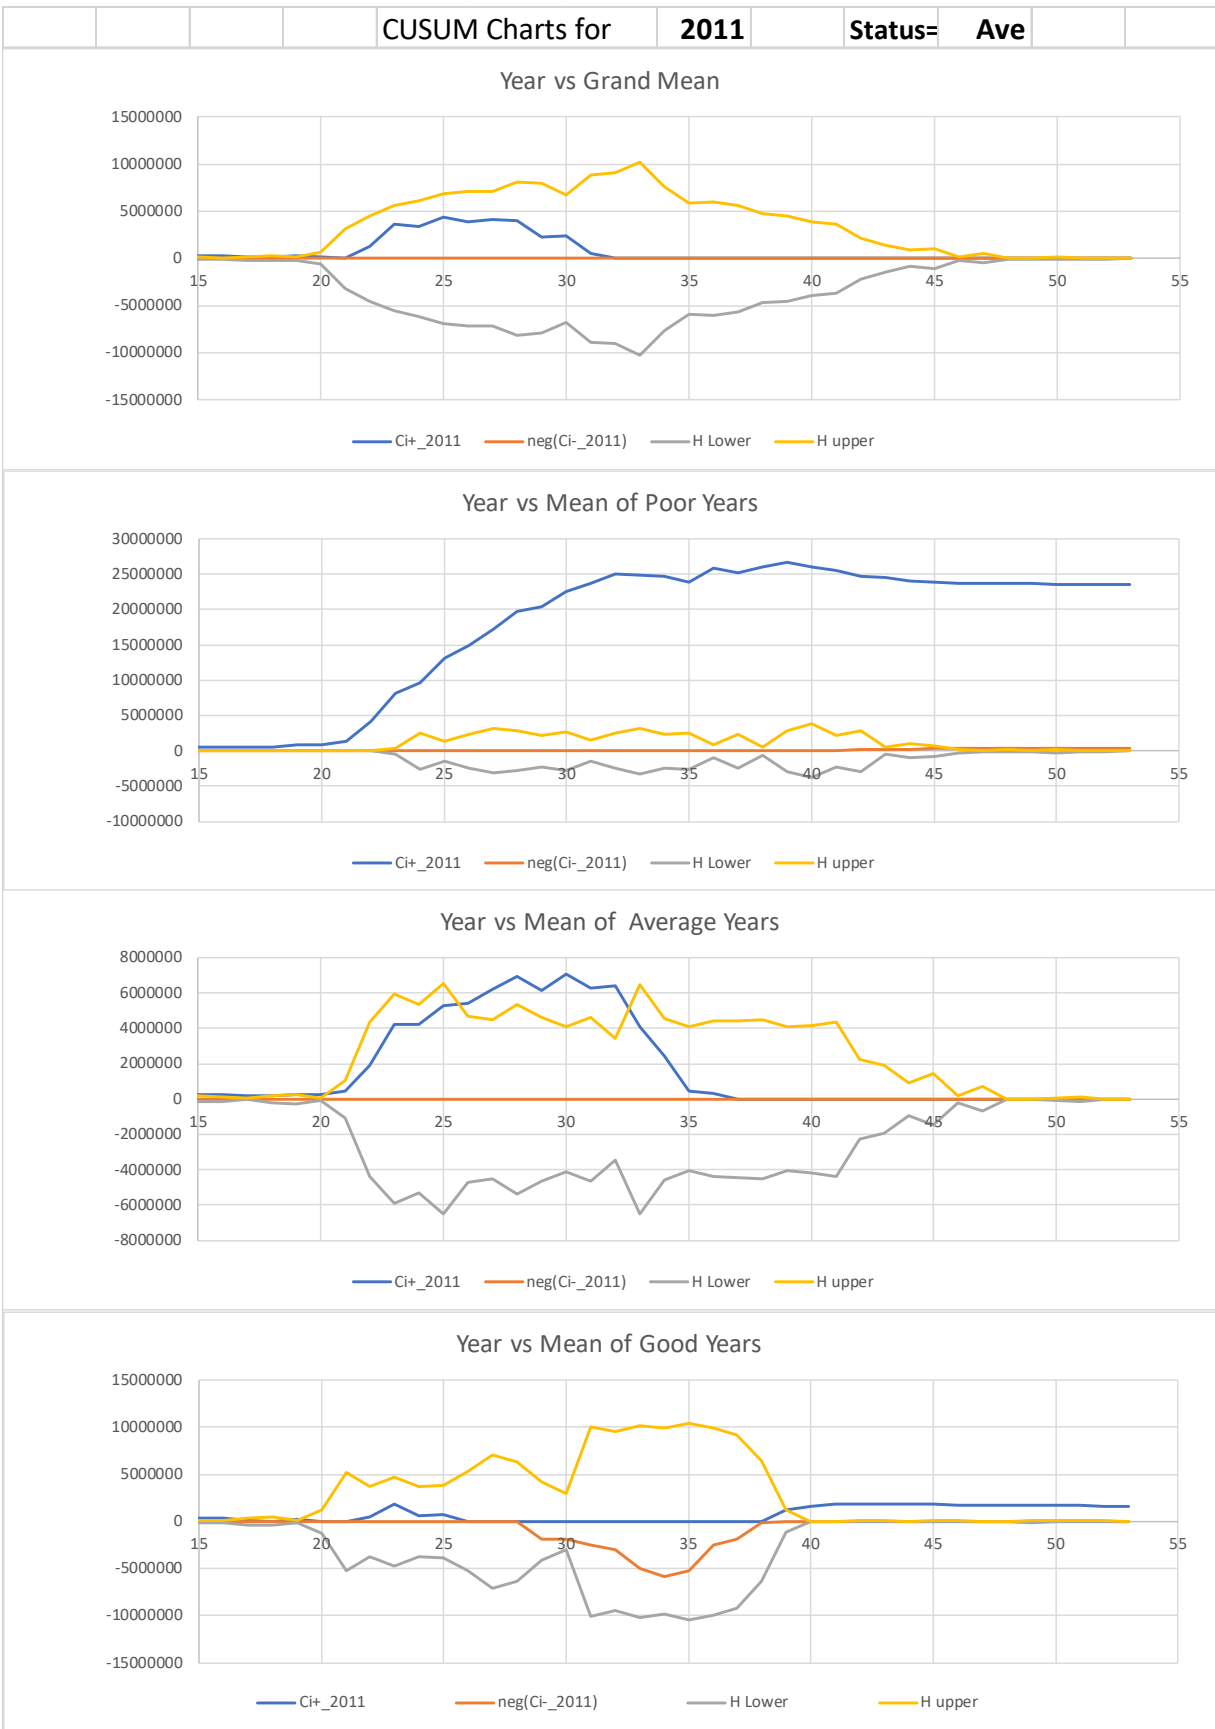 CUSUM Charts for 2011 Status= Ave
Year vs Grand Mean
15000000
10000000
5000000
0
15 20 25 30 35 40 45 50 55
-5000000
-10000000
-15000000
Ci+_2011 neg(Ci-_2011) H Lower H upper
Year vs Mean of Poor Years
30000000
25000000
20000000
15000000
10000000
5000000
0
15 20 25 30 35 40 45 50 55
-5000000
-10000000
Ci+_2011 neg(Ci-_2011) H Lower H upper
Year vs Mean of  Average Years
8000000
6000000
4000000
2000000
0
15 20 25 30 35 40 45 50 55
-2000000
-4000000
-6000000
-8000000
Ci+_2011 neg(Ci-_2011) H Lower H upper
Year vs Mean of Good Years
15000000
10000000
5000000
0
15 20 25 30 35 40 45 50 55
-5000000
-10000000
-15000000
Ci+_2011 neg(Ci-_2011) H Lower H upper